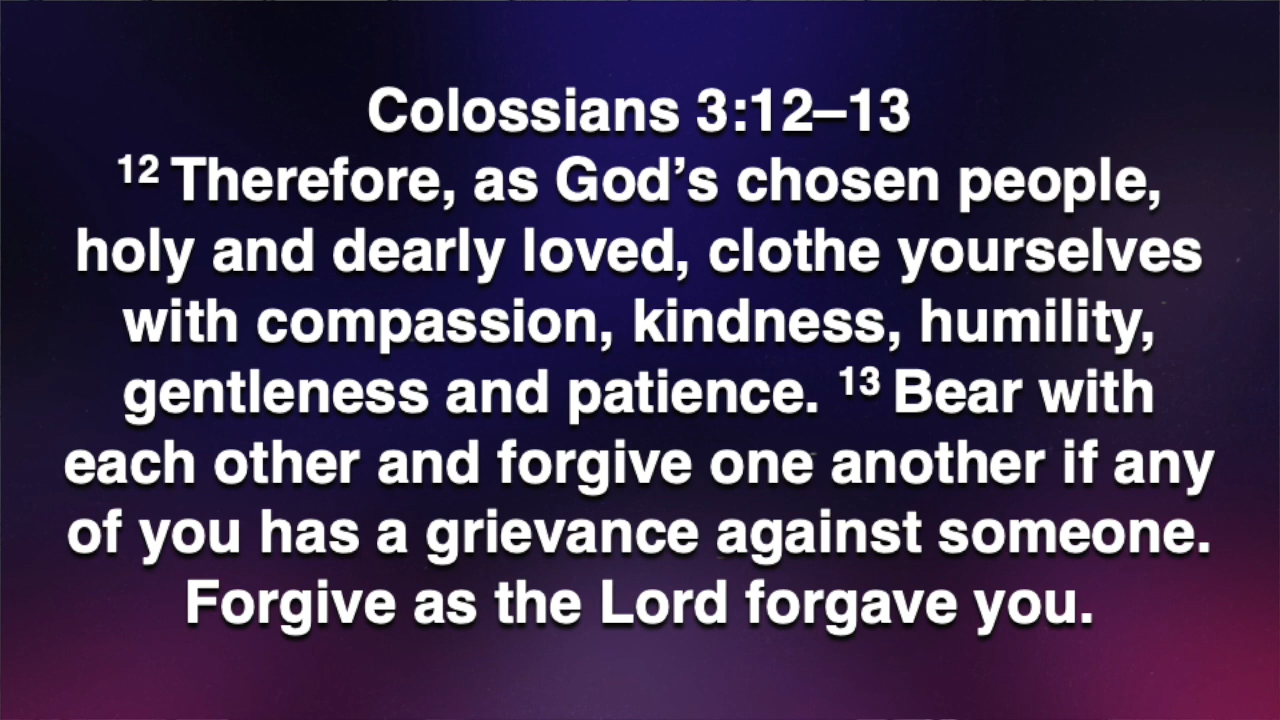 Colossians 3:12–13
12 Therefore, as God’s chosen people,
holy and dearly loved, clothe yourselves
with compassion, kindness, humility,
gentleness and patience. 13 Bear with
each other and forgive one another if any
of you has a grievance against someone.
Forgive as the Lord forgave you.